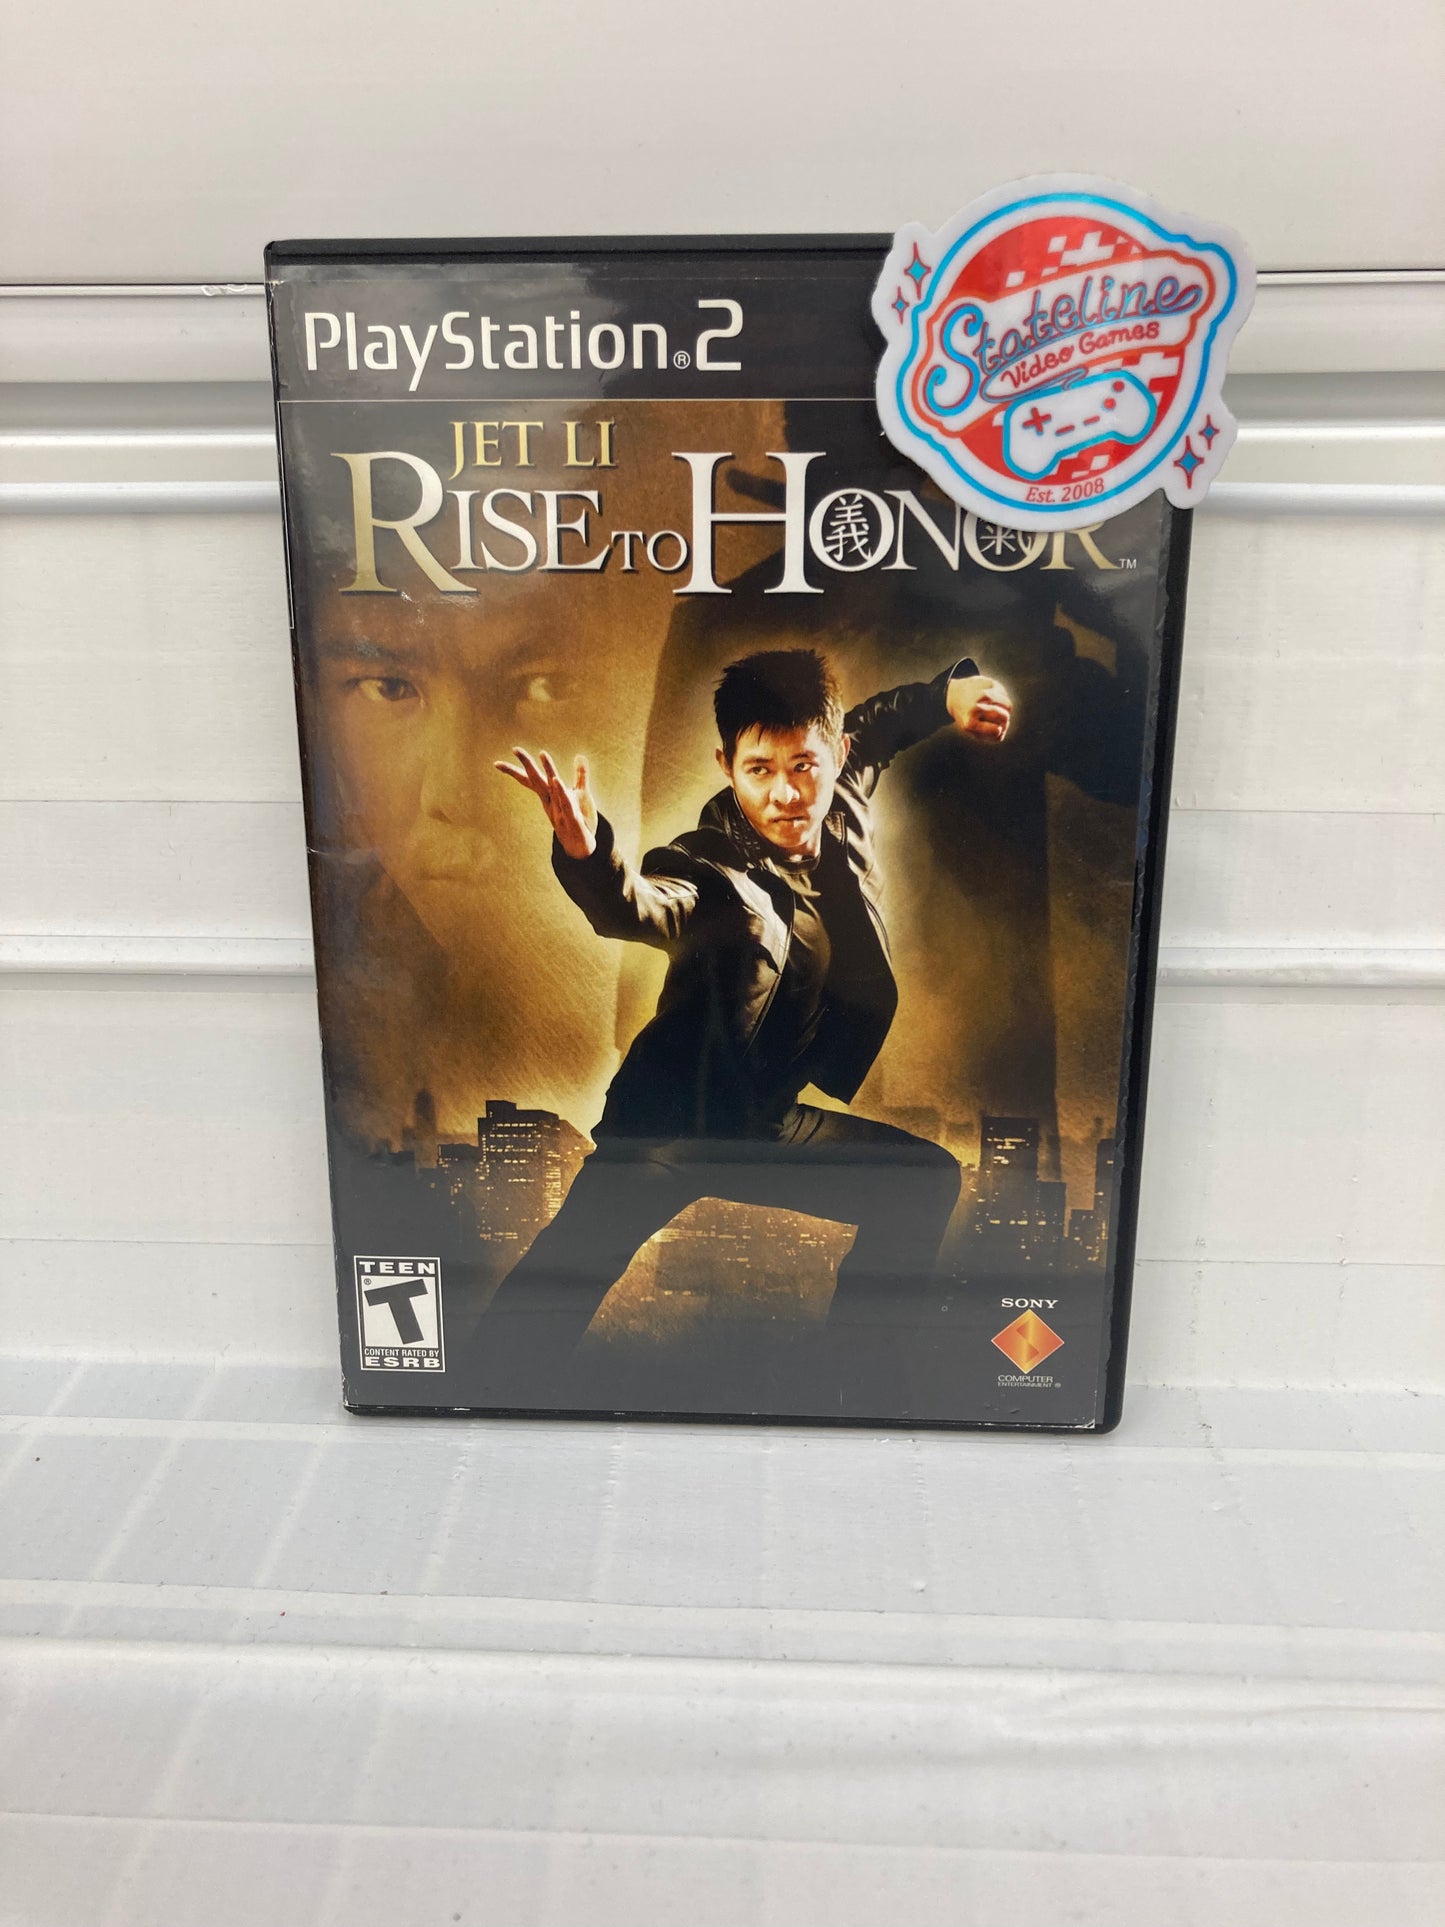 PlayStation®2
Stateline
Video Games
Est. 2008
JET LI
RISE TO HONOR™
義 氣
TEEN
T
®
CONTENT RATED BY
ESRB
SONY
COMPUTER
ENTERTAINMENT ®